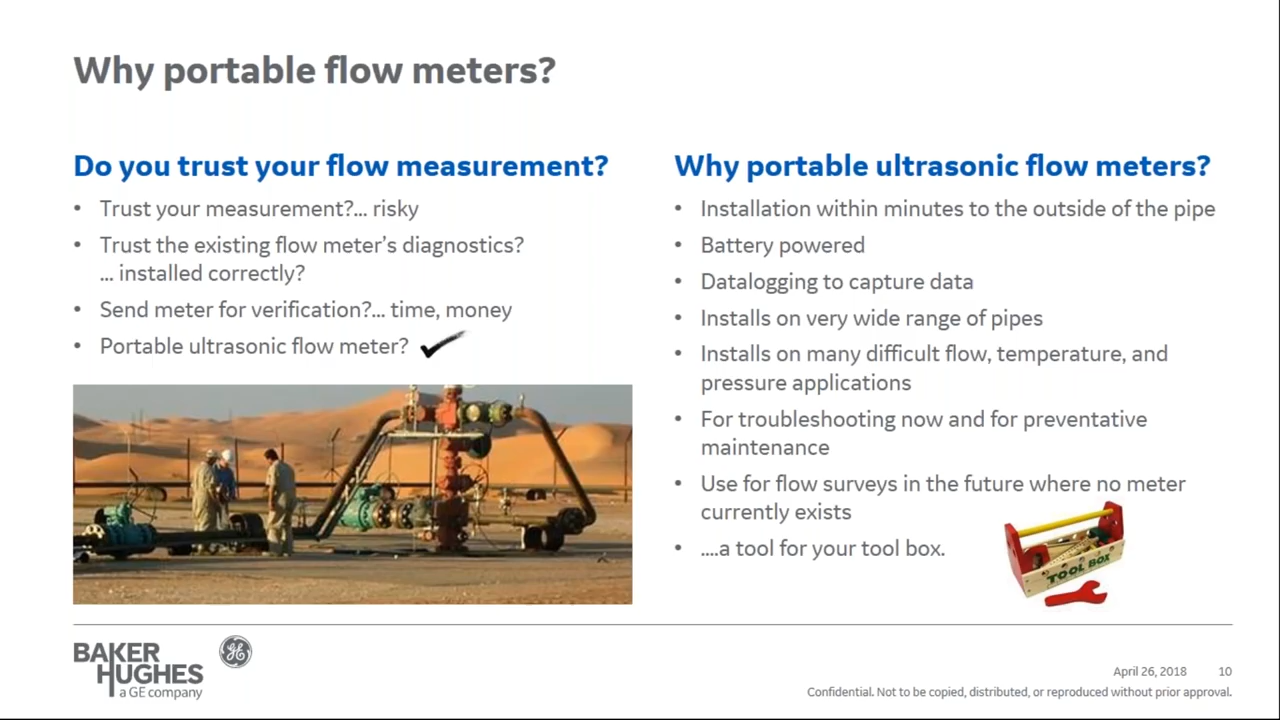 Why portable flow meters?
Do you trust your flow measurement?
• Trust your measurement?... risky
• Trust the existing flow meter's diagnostics?
... installed correctly?
• Send meter for verification?... time, money
• Portable ultrasonic flow meter?
Why portable ultrasonic flow meters?
• Installation within minutes to the outside of the pipe
• Battery powered
• Datalogging to capture data
• Installs on very wide range of pipes
• Installs on many difficult flow, temperature, and
pressure applications
• For troubleshooting now and for preventative
maintenance
• Use for flow surveys in the future where no meter
currently exists
• ....a tool for your tool box.
TOOL BOX
BAKER
HUGHES
a GE company
GE
April 26, 2018 10
Confidential. Not to be copied, distributed, or reproduced without prior approval.